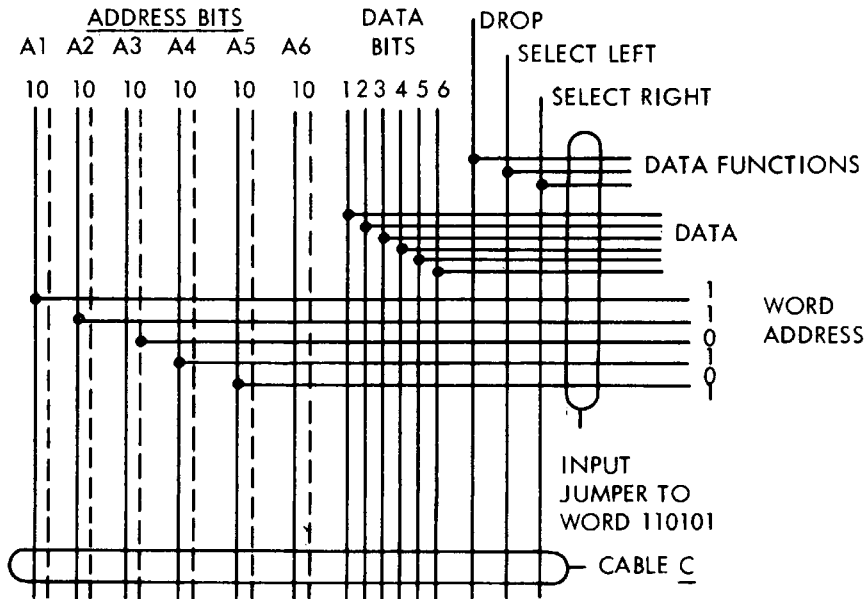 ADDRESS BITS
A1 A2 A3 A4 A5 A6
10 10 10 10 10 10
DATA
BITS
1 2 3 4 5 6
DROP
SELECT LEFT
SELECT RIGHT
DATA FUNCTIONS
DATA
1
1
0
1
0
1
WORD
ADDRESS
INPUT
JUMPER TO
WORD 110101
CABLE C